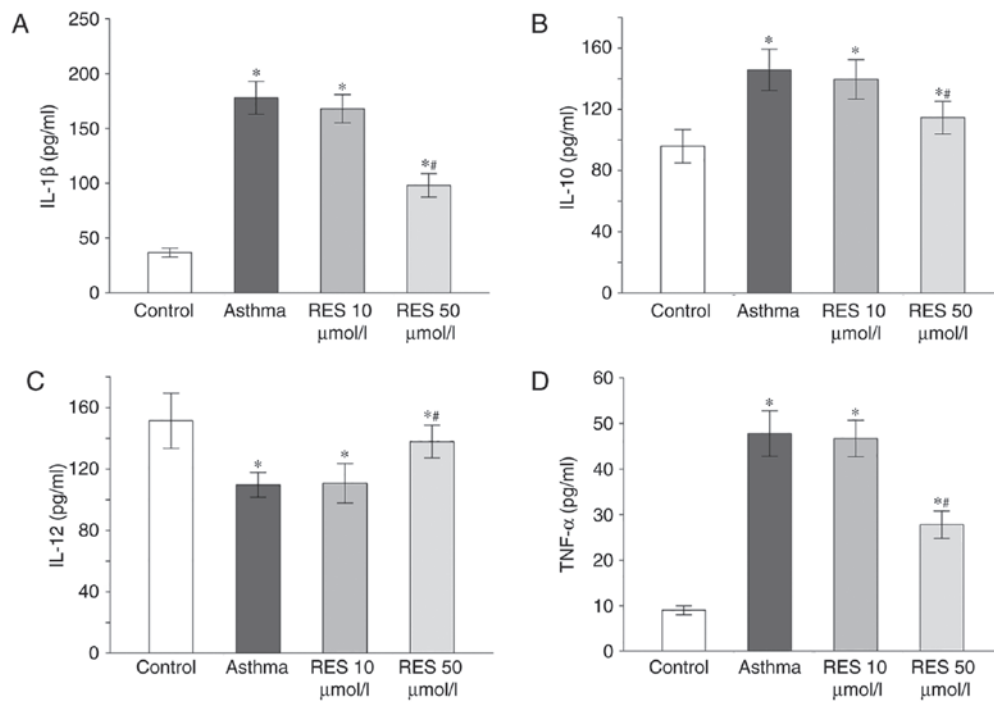 A
IL-1β (pg/ml)
250
200
150
100
50
0
*
*
*#
Control Asthma RES 10 RES 50
μmol/l μmol/l
B
IL-10 (pg/ml)
160
120
80
40
0
*
*
*#
Control Asthma RES 10 RES 50
μmol/l μmol/l
C
IL-12 (pg/ml)
160
120
80
40
0
*
*
*#
Control Asthma RES 10 RES 50
μmol/l μmol/l
D
TNF-α (pg/ml)
60
50
40
30
20
10
0
*
*
*#
Control Asthma RES 10 RES 50
μmol/l μmol/l